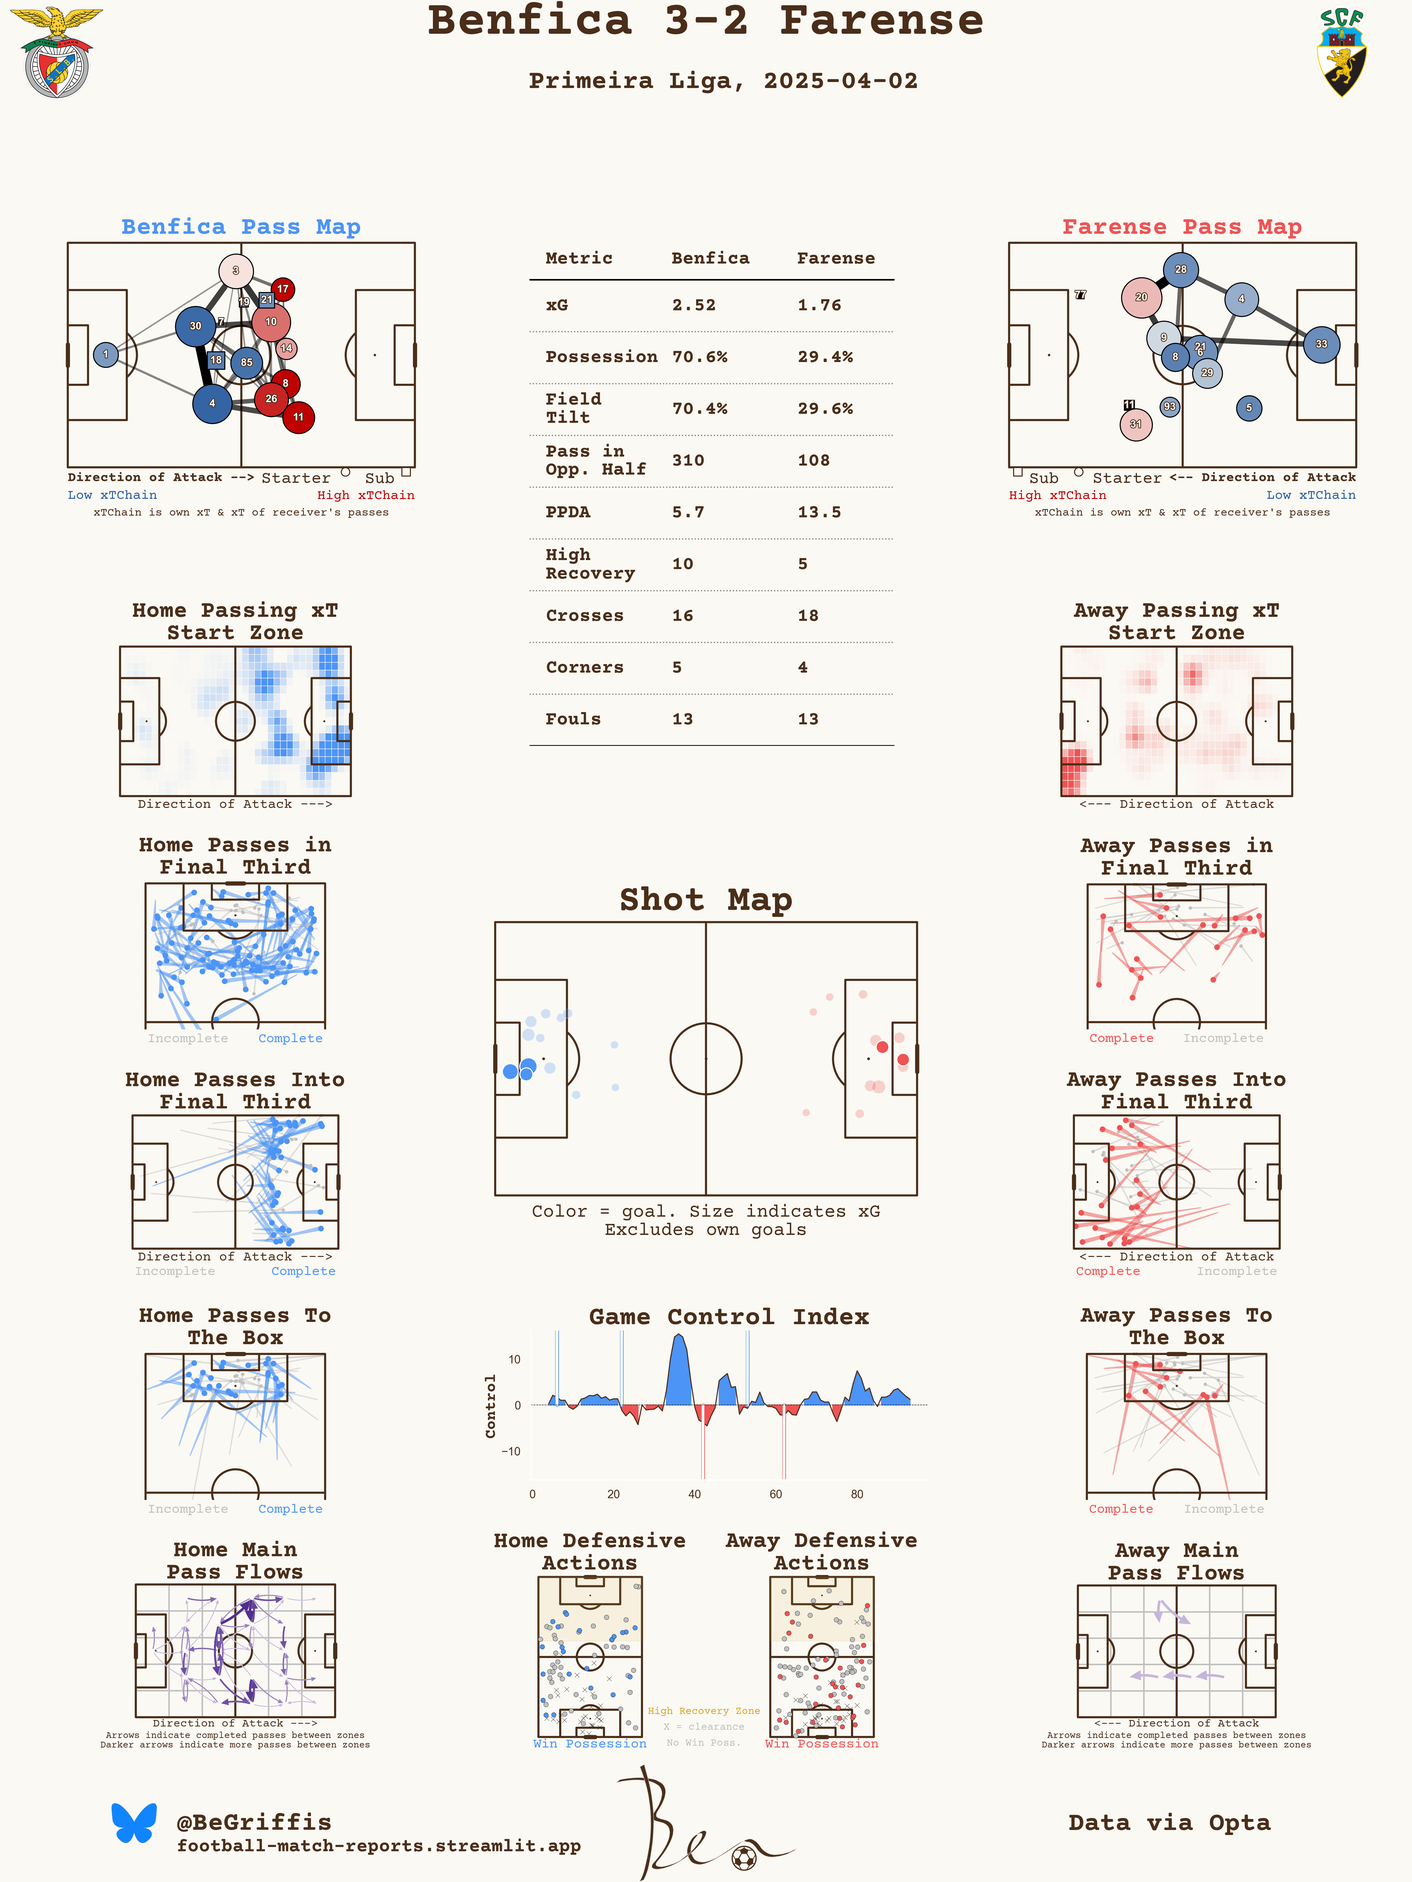 Benfica 3-2 Farense
Primeira Liga, 2025-04-02
SCF
Benfica Pass Map
3
17
19
21
30
7
10
1
14
18
85
8
4
26
11
Direction of Attack --> Starter Sub
Low xTChain High xTChain
xTChain is own xT & xT of receiver's passes
Metric Benfica Farense
xG 2.52 1.76
Possession 70.6% 29.4%
Field
Tilt 70.4% 29.6%
Pass in
Opp. Half 310 108
PPDA 5.7 13.5
High
Recovery 10 5
Crosses 16 18
Corners 5 4
Fouls 13 13
Farense Pass Map
28
77
20
4
9
21
33
8
6
29
11
93
5
31
Sub Starter <-- Direction of Attack
High xTChain Low xTChain
xTChain is own xT & xT of receiver's passes
Home Passing xT
Start Zone
Direction of Attack --->
Away Passing xT
Start Zone
<--- Direction of Attack
Home Passes in
Final Third
Incomplete Complete
Shot Map
Color = goal. Size indicates xG
Excludes own goals
Away Passes in
Final Third
Complete Incomplete
Home Passes Into
Final Third
Direction of Attack --->
Incomplete Complete
Away Passes Into
Final Third
<--- Direction of Attack
Complete Incomplete
Home Passes To
The Box
Incomplete Complete
Game Control Index
Control
10
0
−10
0 20 40 60 80
Away Passes To
The Box
Complete Incomplete
Home Main
Pass Flows
Direction of Attack --->
Arrows indicate completed passes between zones
Darker arrows indicate more passes between zones
Home Defensive
Actions
Win Possession
High Recovery Zone
X = clearance
No Win Poss.
Away Defensive
Actions
Win Possession
Away Main
Pass Flows
<--- Direction of Attack
Arrows indicate completed passes between zones
Darker arrows indicate more passes between zones
@BeGriffis
football-match-reports.streamlit.app
Ben
Data via Opta